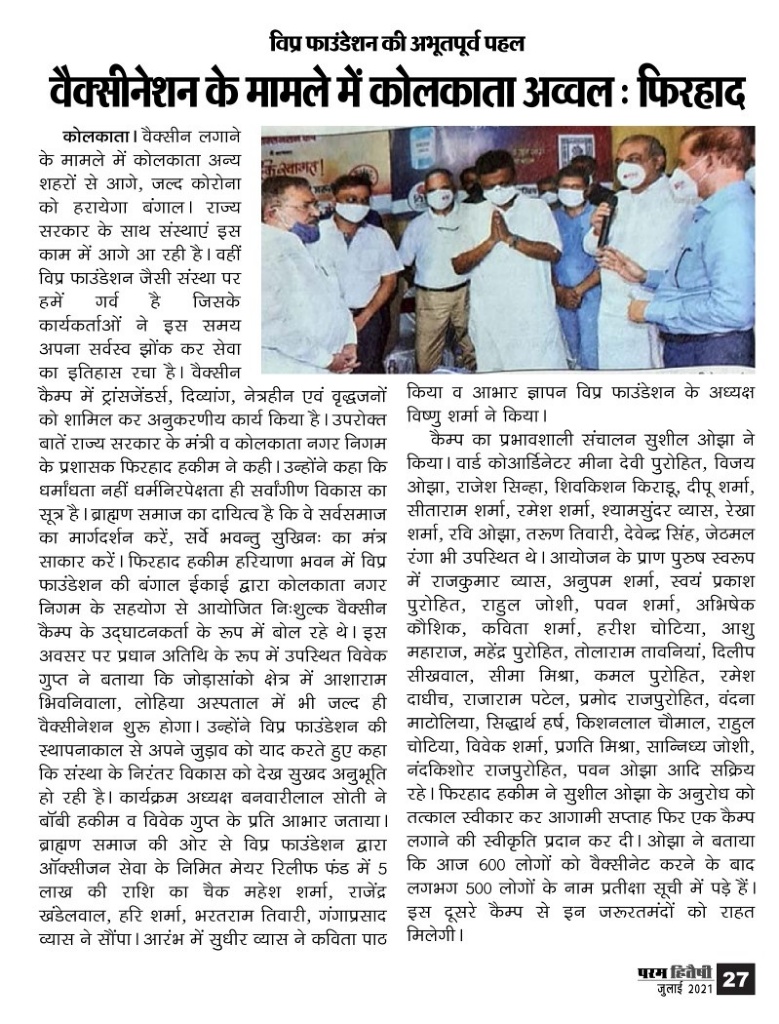 विप्र फाउंडेशन की अभूतपूर्व पहल
वैक्सीनेशन के मामले में कोलकाता अव्वल : फिरहाद
कोलकाता। वैक्सीन लगाने
के मामले में कोलकाता अन्य
शहरों से आगे, जल्द कोरोना
को हरायेगा बंगाल। राज्य
सरकार के साथ संस्थाएं इस
काम में आगे आ रही है। वहीं
विप्र फाउंडेशन जैसी संस्था पर
हमें गर्व है जिसके
कार्यकर्ताओं ने इस समय
अपना सर्वस्व झोंक कर सेवा
का इतिहास रचा है। वैक्सीन
कैम्प में ट्रांसजेंडर्स, दिव्यांग, नेत्रहीन एवं वृद्धजनों
को शामिल कर अनुकरणीय कार्य किया है। उपरोक्त
बातें राज्य सरकार के मंत्री व कोलकाता नगर निगम
के प्रशासक फिरहाद हकीम ने कही। उन्होंने कहा कि
धर्मांधता नहीं धर्मनिरपेक्षता ही सर्वांगीण विकास का
सूत्र है। ब्राह्मण समाज का दायित्व है कि वे सर्वसमाज
का मार्गदर्शन करें, सर्वे भवन्तु सुखिनः का मंत्र
साकार करें। फिरहाद हकीम हरियाणा भवन में विप्र
फाउंडेशन की बंगाल ईकाई द्वारा कोलकाता नगर
निगम के सहयोग से आयोजित निःशुल्क वैक्सीन
कैम्प के उद्घाटनकर्ता के रूप में बोल रहे थे। इस
अवसर पर प्रधान अतिथि के रूप में उपस्थित विवेक
गुप्त ने बताया कि जोड़ासांको क्षेत्र में आशाराम
भिवनिवाला, लोहिया अस्पताल में भी जल्द ही
वैक्सीनेशन शुरू होगा। उन्होंने विप्र फाउंडेशन की
स्थापनाकाल से अपने जुड़ाव को याद करते हुए कहा
कि संस्था के निरंतर विकास को देख सुखद अनुभूति
हो रही है। कार्यक्रम अध्यक्ष बनवारीलाल सोती ने
बॉबी हकीम व विवेक गुप्त के प्रति आभार जताया।
ब्राह्मण समाज की ओर से विप्र फाउंडेशन द्वारा
ऑक्सीजन सेवा के निमित मेयर रिलीफ फंड में 5
लाख की राशि का चैक महेश शर्मा, राजेंद्र
खंडेलवाल, हरि शर्मा, भरतराम तिवारी, गंगाप्रसाद
व्यास ने सौंपा। आरंभ में सुधीर व्यास ने कविता पाठ
किया व आभार ज्ञापन विप्र फाउंडेशन के अध्यक्ष
विष्णु शर्मा ने किया।
कैम्प का प्रभावशाली संचालन सुशील ओझा ने
किया। वार्ड कोआर्डिनेटर मीना देवी पुरोहित, विजय
ओझा, राजेश सिन्हा, शिवकिशन किराडू, दीपू शर्मा,
सीताराम शर्मा, रमेश शर्मा, श्यामसुंदर व्यास, रेखा
शर्मा, रवि ओझा, तरूण तिवारी, देवेन्द्र सिंह, जेठमल
रंगा भी उपस्थित थे। आयोजन के प्राण पुरुष स्वरूप
में राजकुमार व्यास, अनुपम शर्मा, स्वयं प्रकाश
पुरोहित, राहुल जोशी, पवन शर्मा, अभिषेक
कौशिक, कविता शर्मा, हरीश चोटिया, आशु
महाराज, महेंद्र पुरोहित, तोलाराम तावनियां, दिलीप
सीखवाल, सीमा मिश्रा, कमल पुरोहित, रमेश
दाधीच, राजाराम पटेल, प्रमोद राजपुरोहित, वंदना
माटोलिया, सिद्धार्थ हर्ष, किशनलाल चौमाल, राहुल
चोटिया, विवेक शर्मा, प्रगति मिश्रा, सान्निध्य जोशी,
नंदकिशोर राजपुरोहित, पवन ओझा आदि सक्रिय
रहे। फिरहाद हकीम ने सुशील ओझा के अनुरोध को
तत्काल स्वीकार कर आगामी सप्ताह फिर एक कैम्प
लगाने की स्वीकृति प्रदान कर दी। ओझा ने बताया
कि आज 600 लोगों को वैक्सीनेट करने के बाद
लगभग 500 लोगों के नाम प्रतीक्षा सूची में पड़े हैं।
इस दूसरे कैम्प से इन जरूरतमंदों को राहत
मिलेगी।
परम हितैषी
जुलाई 2021
27